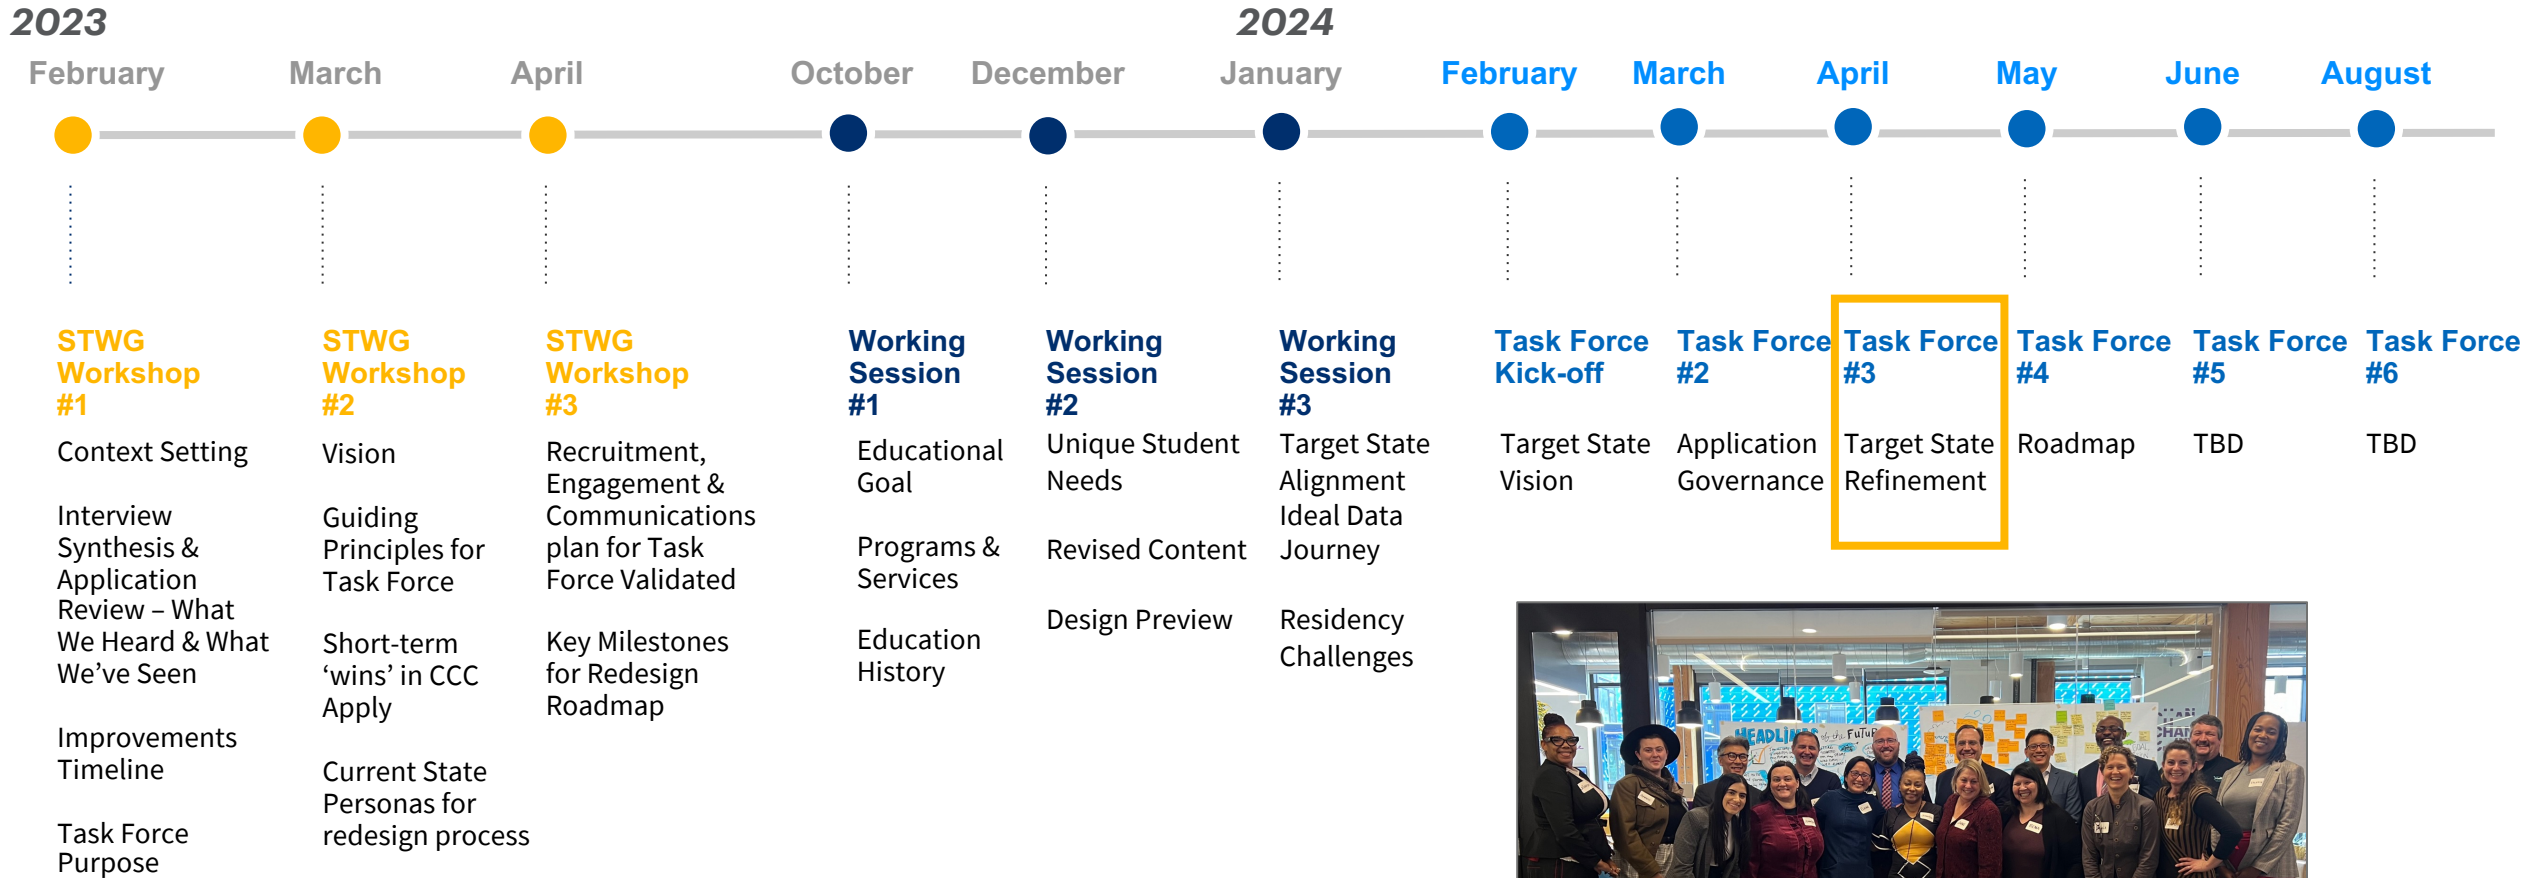 2023
2024
February
March
April
October
December
January
February
March
April
May
June
August
STWG
Workshop
#1
Context Setting
Interview
Synthesis &
Application
Review – What
We Heard & What
We've Seen
Improvements
Timeline
Task Force
Purpose
STWG
Workshop
#2
Vision
Guiding
Principles for
Task Force
Short-term
‘wins’ in CCC
Apply
Current State
Personas for
redesign process
STWG
Workshop
#3
Recruitment,
Engagement &
Communications
plan for Task
Force Validated
Key Milestones
for Redesign
Roadmap
Working
Session
#1
Educational
Goal
Programs &
Services
Education
History
Working
Session
#2
Unique Student
Needs
Revised Content
Design Preview
Working
Session
#3
Target State
Alignment
Ideal Data
Journey
Residency
Challenges
Task Force
Kick-off
Target State
Vision
Task Force
#2
Application
Governance
Task Force
#3
Target State
Refinement
Task Force
#4
Roadmap
Task Force
#5
TBD
Task Force
#6
TBD
HEADLINES of the FUTURE